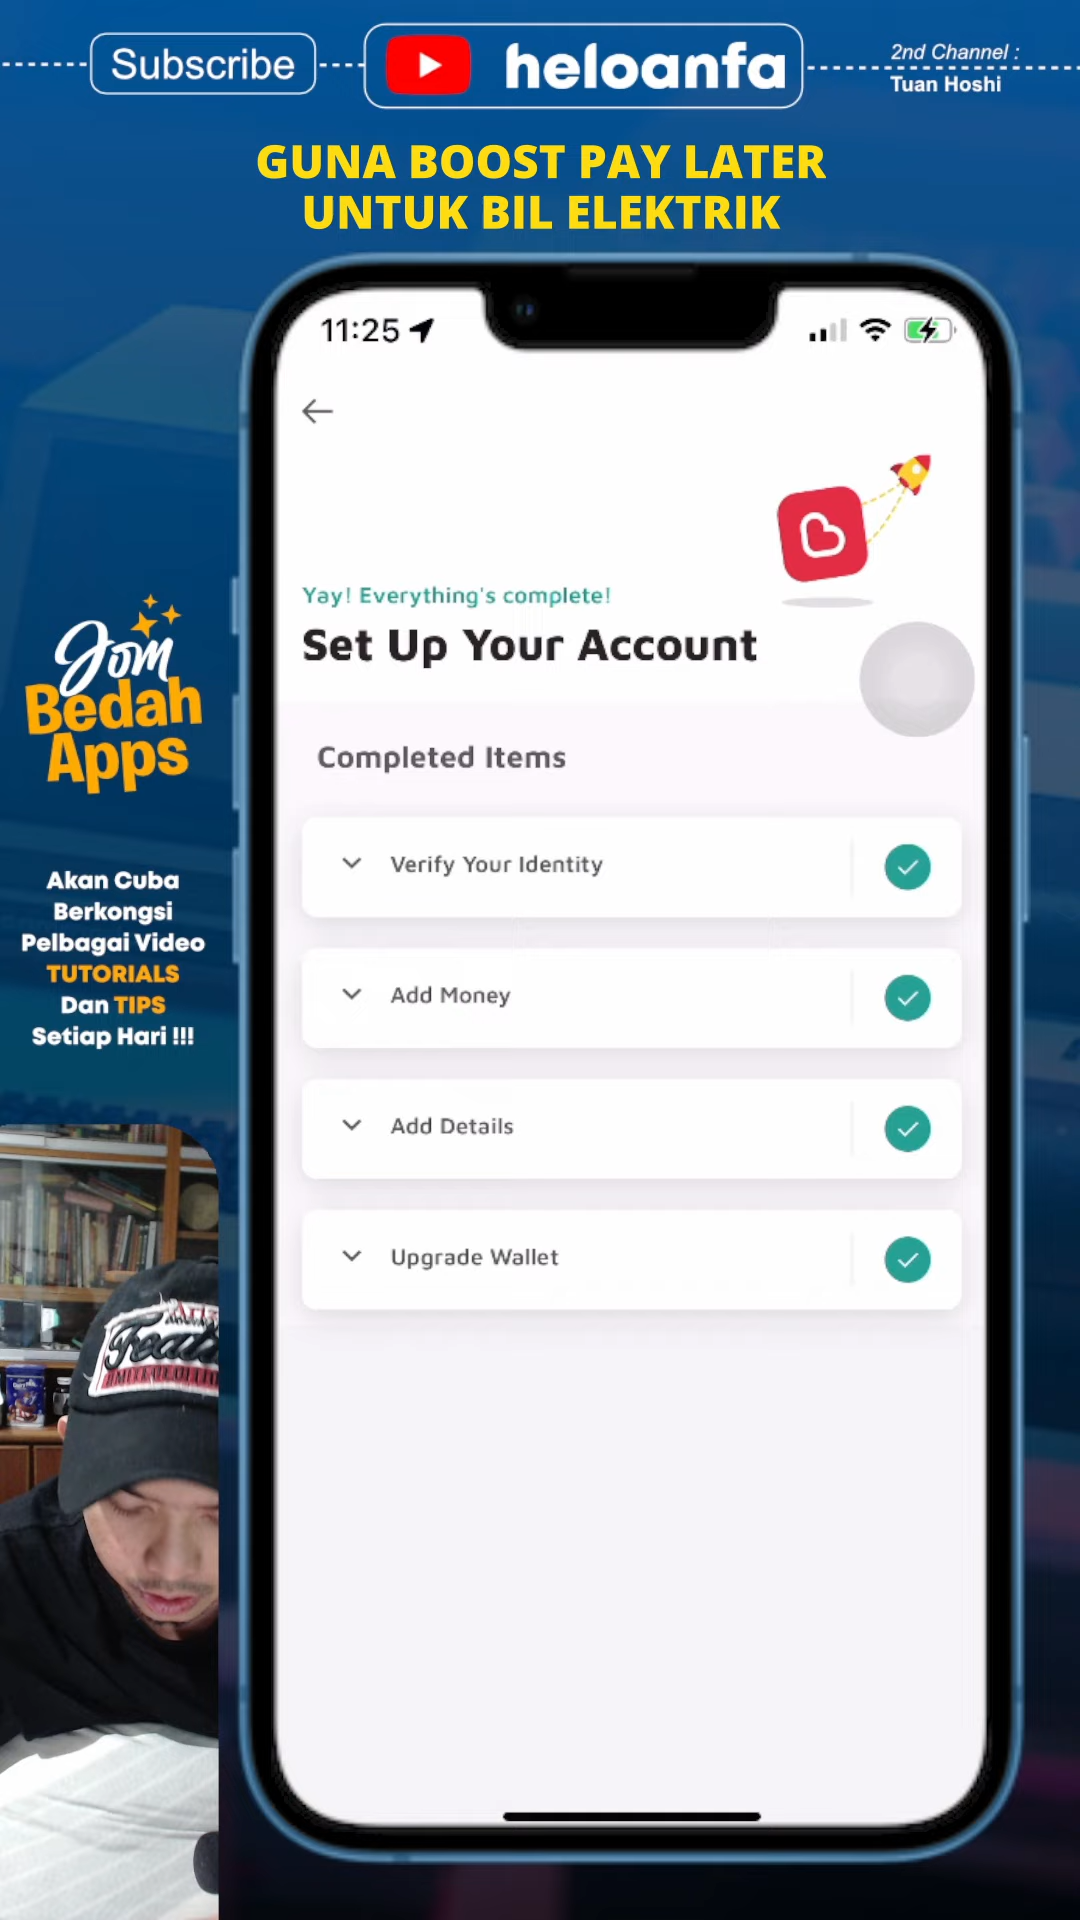 Subscribe
heloanfa
2nd Channel :
Tuan Hoshi
GUNA BOOST PAY LATER
UNTUK BIL ELEKTRIK
11:25
Yay! Everything's complete!
Set Up Your Account
Completed Items
Verify Your Identity
Add Money
Add Details
Upgrade Wallet
Jom
Bedah
Apps
Akan Cuba
Berkongsi
Pelbagai Video
TUTORIALS
Dan TIPS
Setiap Hari !!!